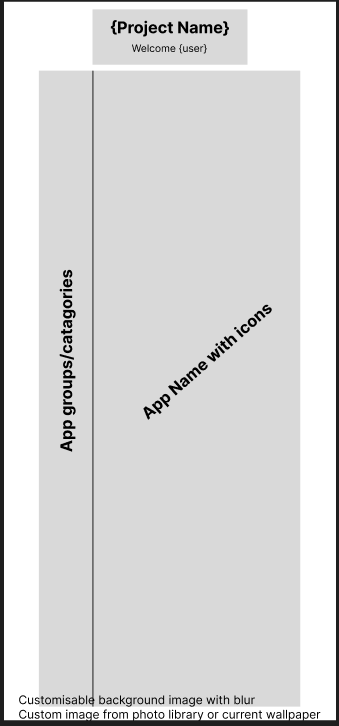 {Project Name}
Welcome {user}
App groups/catagories
App Name with icons
Customisable background image with blur
Custom image from photo library or current wallpaper